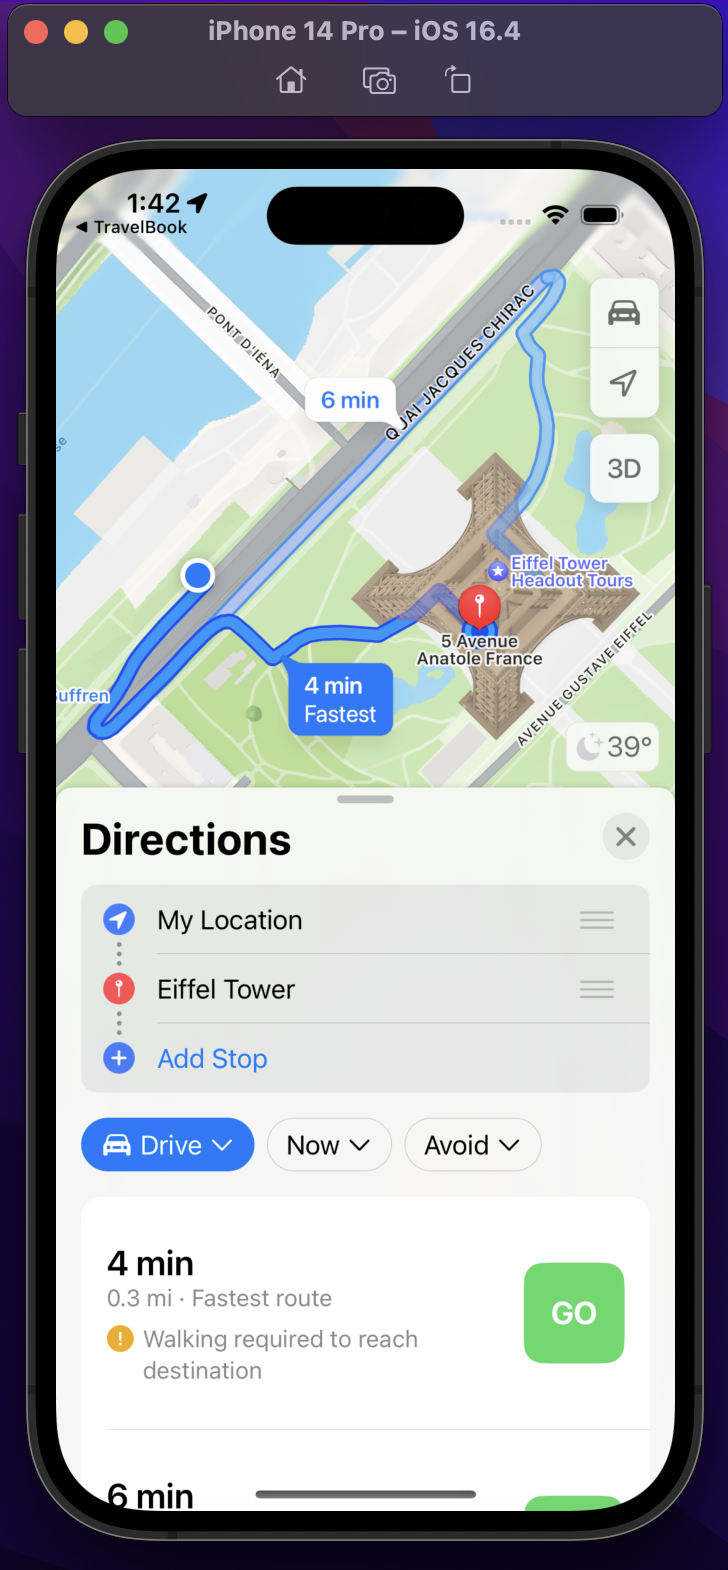 iPhone 14 Pro – iOS 16.4
1:42
◀ TravelBook
PONT D'IÉNA
QUAI JACQUES CHIRAC
6 min
3D
Eiffel Tower
Headout Tours
5 Avenue
Anatole France
AVENUE GUSTAVE EIFFEL
uffren
4 min
Fastest
39°
Directions
My Location
Eiffel Tower
Add Stop
Drive
Now
Avoid
4 min
0.3 mi · Fastest route
GO
Walking required to reach
destination
6 min